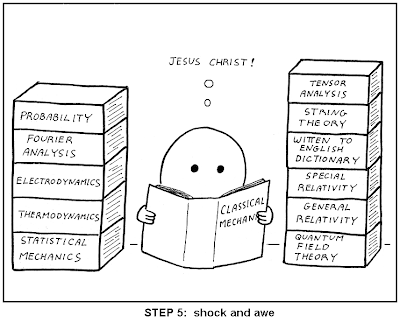 JESUS CHRIST!
PROBABILITY
FOURIER
ANALYSIS
ELECTRODYNAMICS
THERMODYNAMICS
STATISTICAL
MECHANICS
CLASSICAL
MECHANI
TENSOR
ANALYSIS
STRING
THEORY
WITTEN TO
ENGLISH
DICTIONARY
SPECIAL
RELATIVITY
GENERAL
RELATIVITY
QUANTUM
FIELD
THEORY
STEP 5: shock and awe